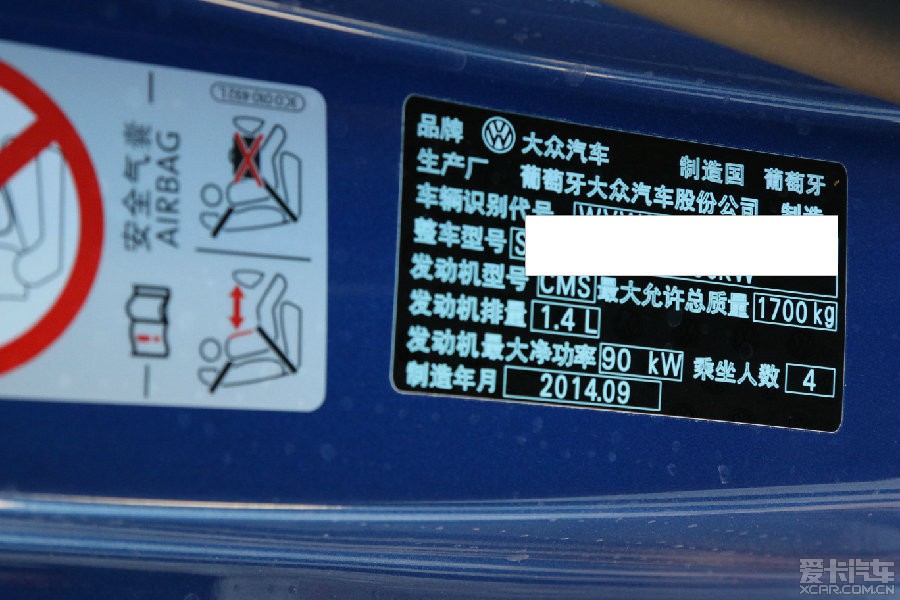 安全气囊
AIRBAG
品牌 大众汽车 制造国 葡萄牙
生产厂 葡萄牙大众汽车股份公司 制造
车辆识别代号
整车型号 S
发动机型号 CMS 最大允许总质量 1700 kg
发动机排量 1.4 L
发动机最大净功率 90 kW 乘坐人数 4
制造年月 2014.09
爱卡汽车
XCAR.COM.CN